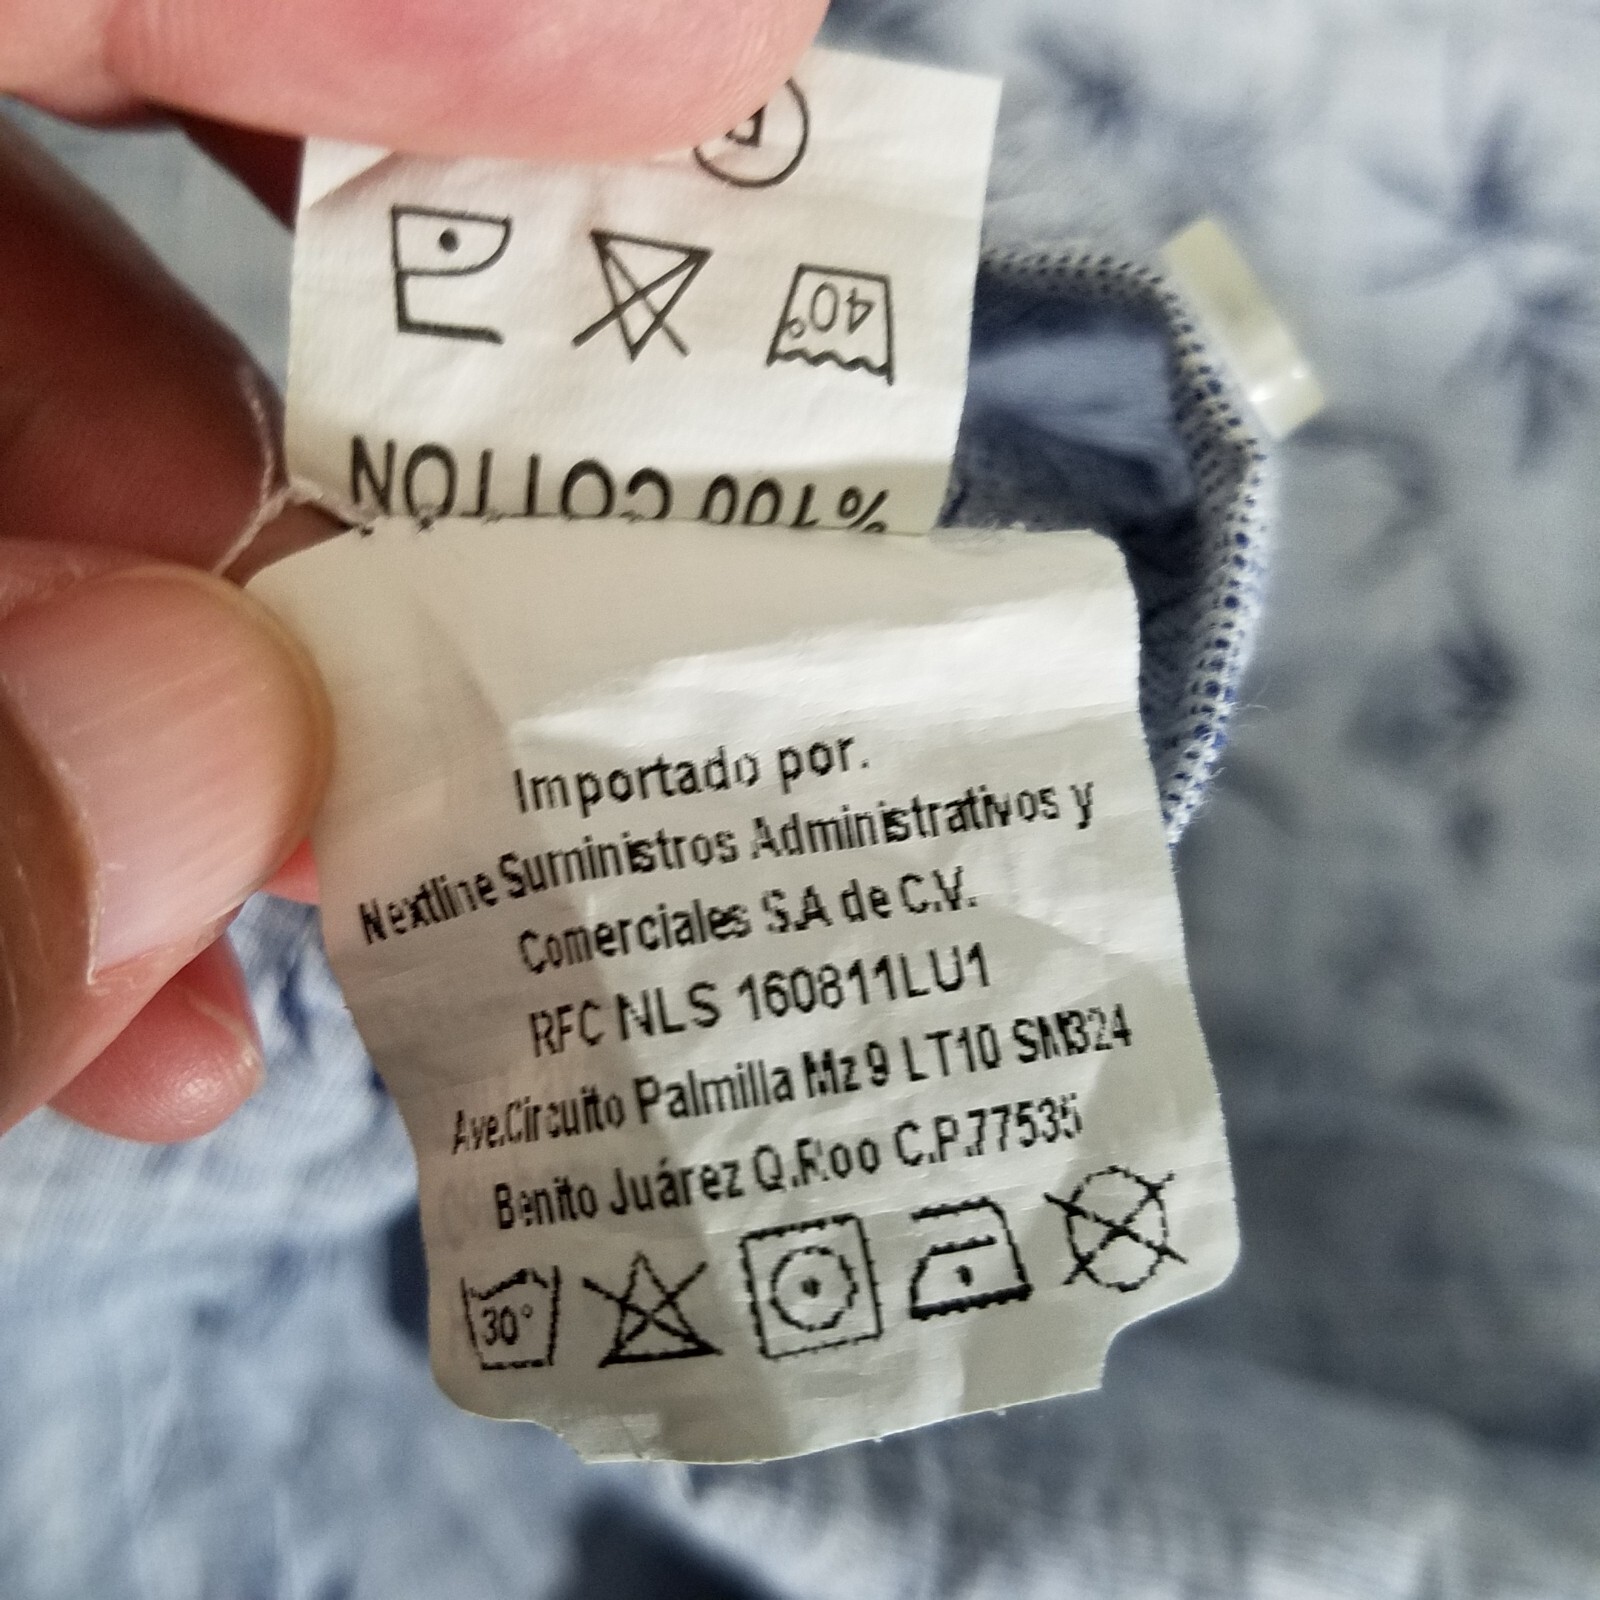 40°
%100 COTTON
Importado por.
Nextline Suministros Administrativos y
Comerciales S.A de C.V.
RFC NLS 160811LU1
Ave.Circuito Palmilla Mz 9 LT10 SM324
Benito Juárez Q.Roo C.P.77535
30°